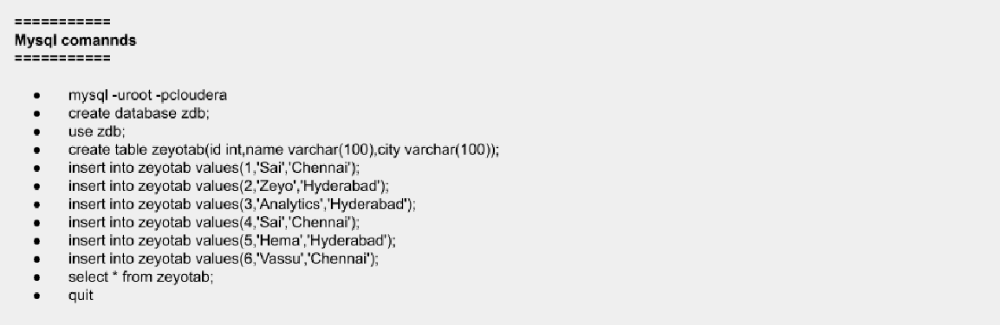 ===========
Mysql comannds
===========
● mysql -uroot -pcloudera
● create database zdb;
● use zdb;
● create table zeyotab(id int,name varchar(100),city varchar(100));
● insert into zeyotab values(1,'Sai','Chennai');
● insert into zeyotab values(2,'Zeyo','Hyderabad');
● insert into zeyotab values(3,'Analytics','Hyderabad');
● insert into zeyotab values(4,'Sai','Chennai');
● insert into zeyotab values(5,'Hema','Hyderabad');
● insert into zeyotab values(6,'Vassu','Chennai');
● select * from zeyotab;
● quit